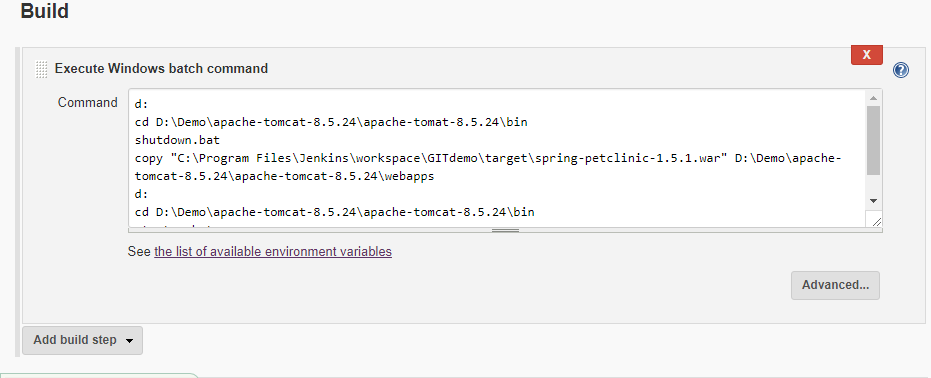 Build
X
Execute Windows batch command
?
Command
d:
cd D:\Demo\apache-tomcat-8.5.24\apache-tomat-8.5.24\bin
shutdown.bat
copy "C:\Program Files\Jenkins\workspace\GITdemo\target\spring-petclinic-1.5.1.war" D:\Demo\apache-
tomcat-8.5.24\apache-tomcat-8.5.24\webapps
d:
cd D:\Demo\apache-tomcat-8.5.24\apache-tomcat-8.5.24\bin
See the list of available environment variables
Advanced...
Add build step